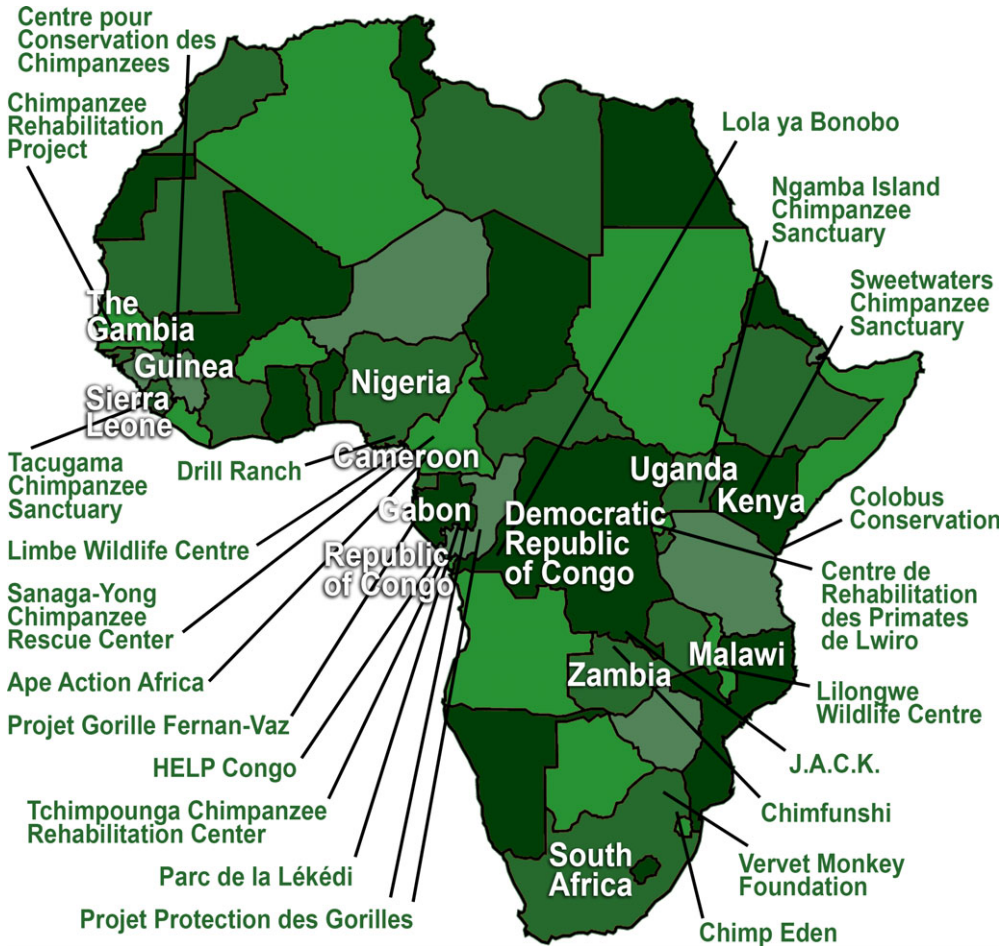 Centre pour
Conservation des
Chimpanzees
Chimpanzee
Rehabilitation
Project
Lola ya Bonobo
Ngamba Island
Chimpanzee
Sanctuary
Sweetwaters
Chimpanzee
Sanctuary
The
Gambia
Guinea
Sierra
Leone
Nigeria
Cameroon
Gabon
Republic
of Congo
Democratic
Republic
of Congo
Uganda
Kenya
Malawi
Zambia
South
Africa
Tacugama
Chimpanzee
Sanctuary
Drill Ranch
Limbe Wildlife Centre
Sanaga-Yong
Chimpanzee
Rescue Center
Ape Action Africa
Projet Gorille Fernan-Vaz
HELP Congo
Tchimpounga Chimpanzee
Rehabilitation Center
Parc de la Lékédi
Projet Protection des Gorilles
Colobus
Conservation
Centre de
Rehabilitation
des Primates
de Lwiro
Lilongwe
Wildlife Centre
J.A.C.K.
Chimfunshi
Vervet Monkey
Foundation
Chimp Eden